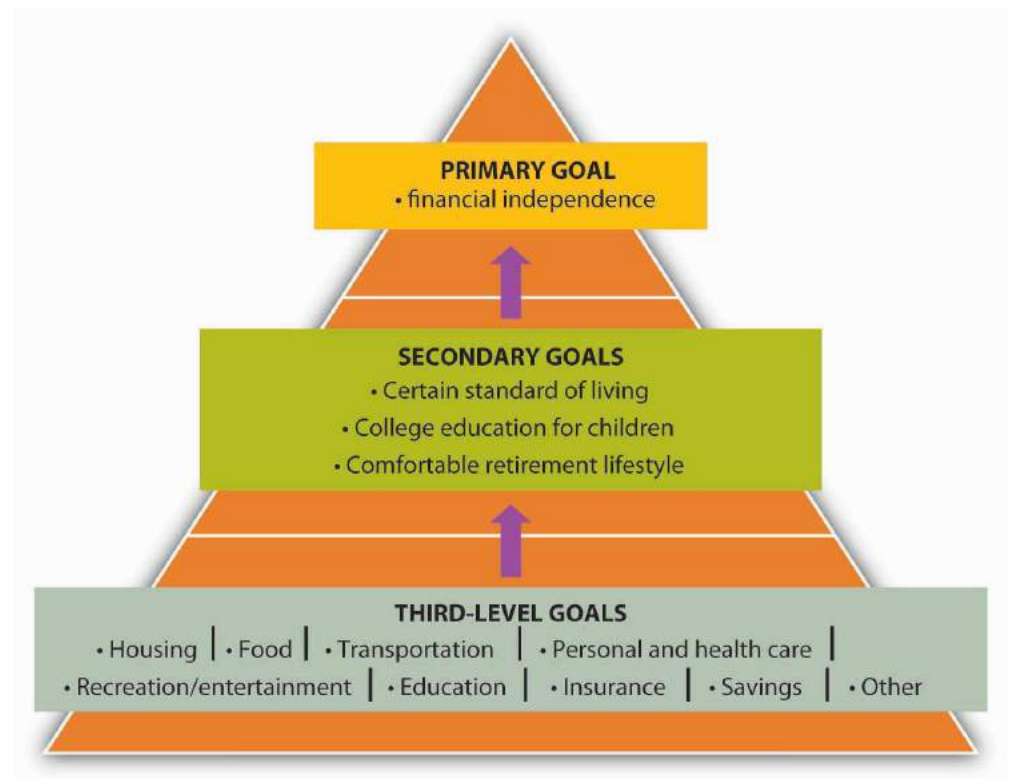 PRIMARY GOAL
• financial independence
SECONDARY GOALS
• Certain standard of living
• College education for children
• Comfortable retirement lifestyle
THIRD-LEVEL GOALS
• Housing | • Food | • Transportation | • Personal and health care |
• Recreation/entertainment | • Education | • Insurance | • Savings | • Other